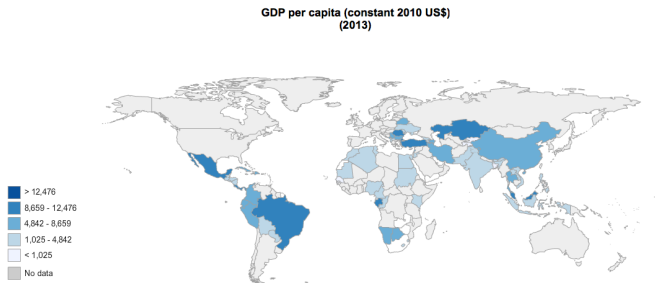 GDP per capita (constant 2010 US$)
(2013)
> 12,476
8,659 - 12,476
4,842 - 8,659
1,025 - 4,842
< 1,025
No data